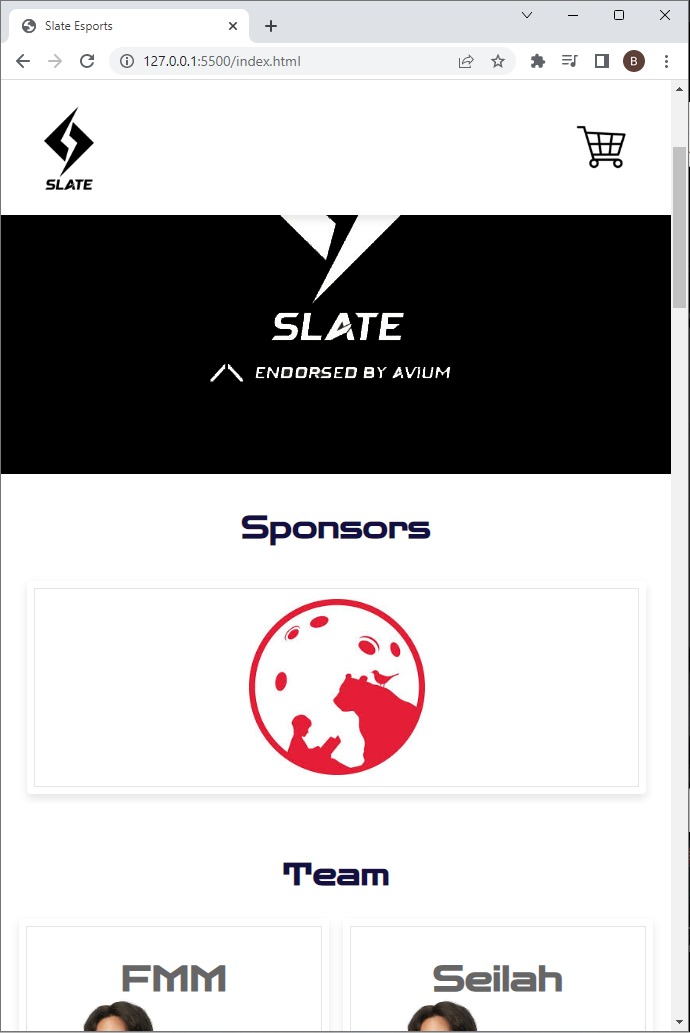 Slate Esports
127.0.0.1:5500/index.html
B
SLATE
SLATE
ENDORSED BY AVIUM
Sponsors
Team
FMM
Seilah